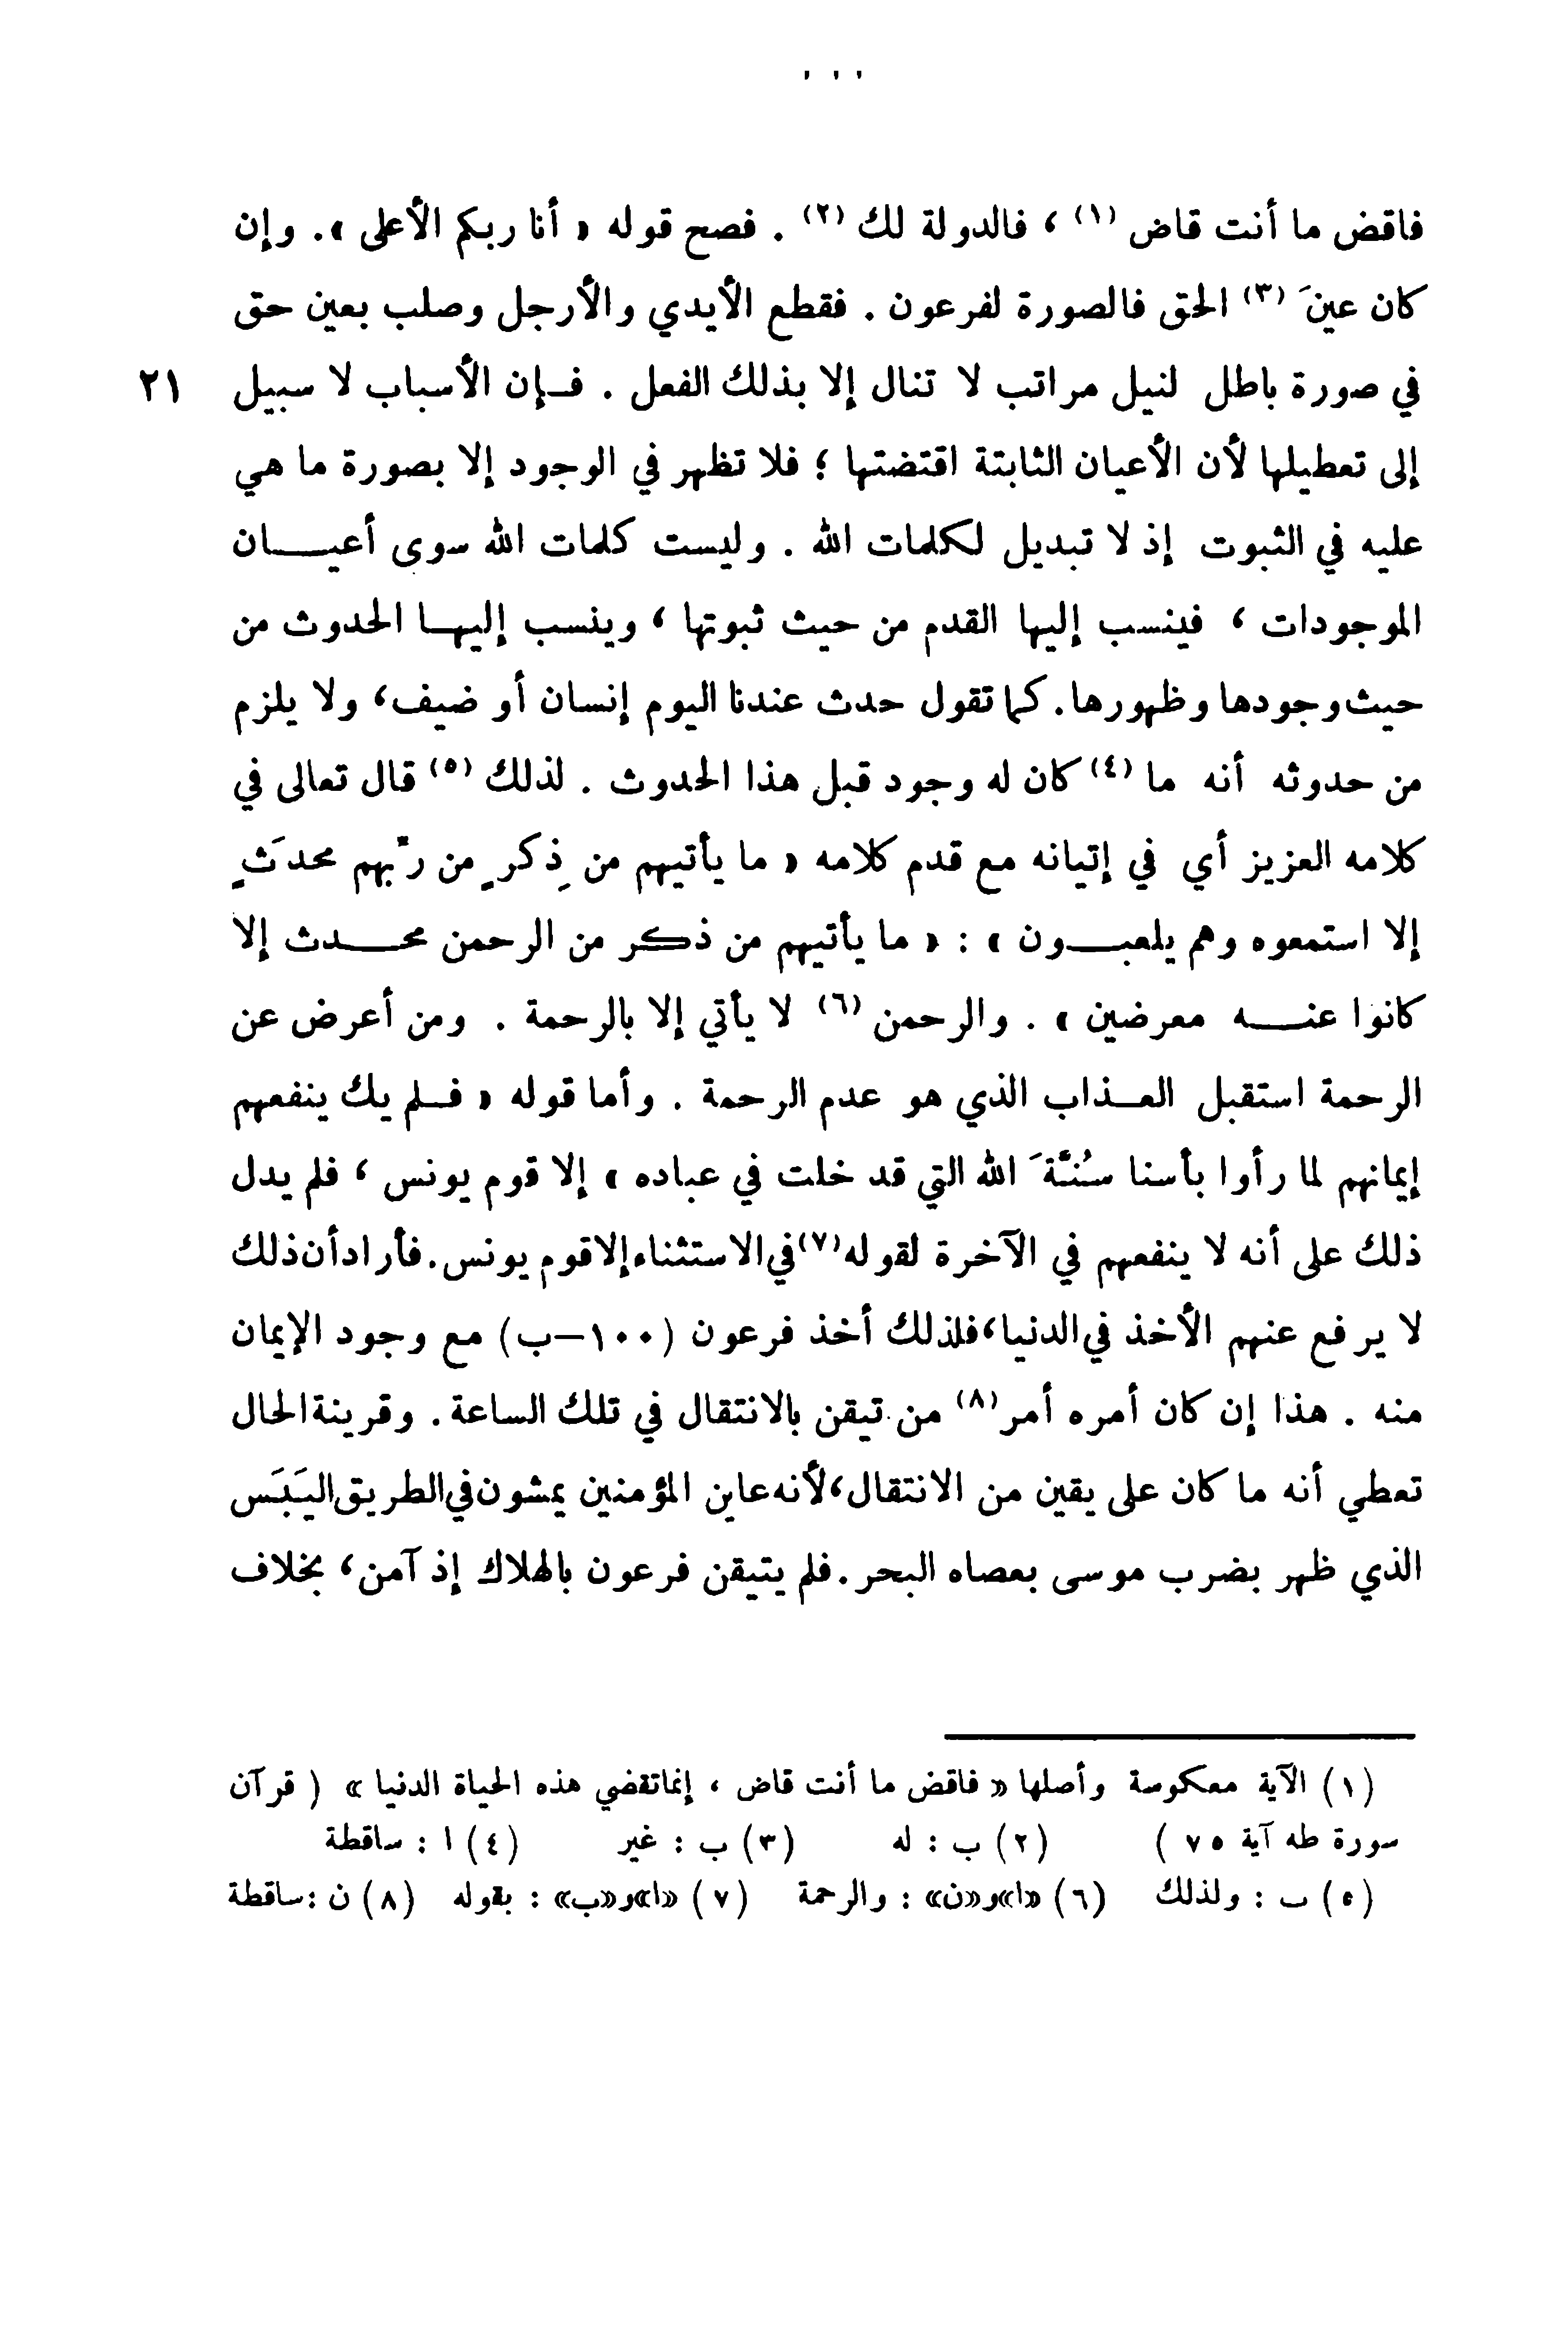 فاقض ما أنت قاض (١) ، فالدولة لك (٢) . فصح قوله « أنا ربكم الأعلى ». وإن
كان عينَ (٣) الحق فالصورة لفرعون . فقطع الأيدي والأرجل وصلب بعين حق
في صورة باطل لنيل مراتب لا تنال إلا بذلك الفعل . فـإن الأسباب لا سبيل ٢١
إلى تعطيلها لأن الأعيان الثابتة اقتضتها ؛ فلا تظهر في الوجود إلا بصورة ما هي
عليه في الثبوت إذ لا تبديل لكلمات الله . وليست كلمات الله سوى أعيـــان
الموجودات ، فينسب إليها القدم من حيث ثبوتها ، وينسب إليهـا الحدوث من
حيث وجودها وظهورها. كما تقول حدث عندنا اليوم إنسان أو ضيف، ولا يلزم
من حدوثه أنه ما (٤) كان له وجود قبل هذا الحدوث . لذلك (٥) قال تعالى في
كلامه العزيز أي في إتيانه مع قدم كلامه « ما يأتيهم من ذِكرٍ من ربّهم محدَثٍ
إلا استمعوه وهم يلعبـــون » : « ما يأتيهم من ذكر من الرحمن محـــدث إلا
كانوا عنـــه معرضين » . والرحمن (٦) لا يأتي إلا بالرحمة . ومن أعرض عن
الرحمة استقبل العـذاب الذي هو عدم الرحمة . وأما قوله « فـلم يك ينفعهم
إيمانهم لما رأوا بأسنا سُنَّةَ الله التي قد خلت في عباده » إلا قوم يونس ، فلم يدل
ذلك على أنه لا ينفعهم في الآخرة لقوله (٧) في الاستثناء إلا قوم يونس. فأراد أن ذلك
لا يرفع عنهم الأخذ في الدنيا، فلذلك أخذ فرعون (١٠٠–ب) مع وجود الإيمان
منه . هذا إن كان أمره أمر (٨) من تيقن بالانتقال في تلك الساعة . وقرينة الحال
تعطي أنه ما كان على يقين من الانتقال، لأنه عاين المؤمنين يمشون في الطريق اليَبَس
الذي ظهر بضرب موسى بعصاه البحر. فلم يتيقن فرعون بالهلاك إذ آمن، بخلاف
(١) الآية معكوسة وأصلها « فاقض ما أنت قاض ، إنما تقضي هذه الحياة الدنيا » ( قرآن
سورة طه آية ٧٥ ) (٢) ب : له (٣) ب : غير (٤) ا : ساقطة
(٥) ب : ولذلك (٦) «ا» و«ن» : والرحمة (٧) «ا» و«ب» : بقوله (٨) ن : ساقطة